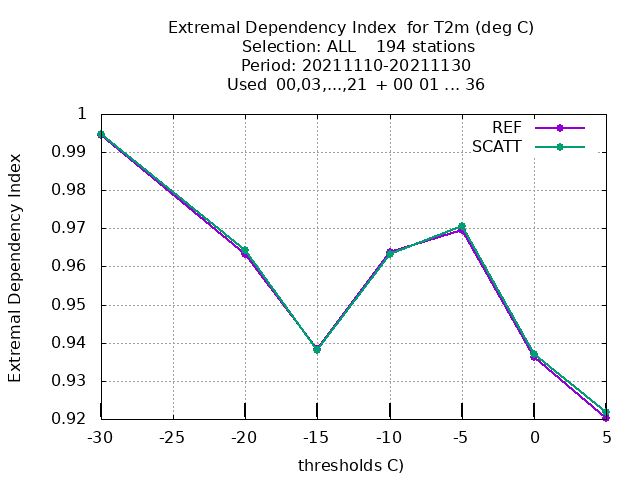 Extremal Dependency Index  for T2m (deg C)
Selection: ALL    194 stations
Period: 20211110-20211130
Used  00,03,...,21  + 00 01 ... 36
REF
SCATT
1
0.99
0.98
0.97
0.96
0.95
0.94
0.93
0.92
Extremal Dependency Index
-30 -25 -20 -15 -10 -5 0 5
thresholds C)